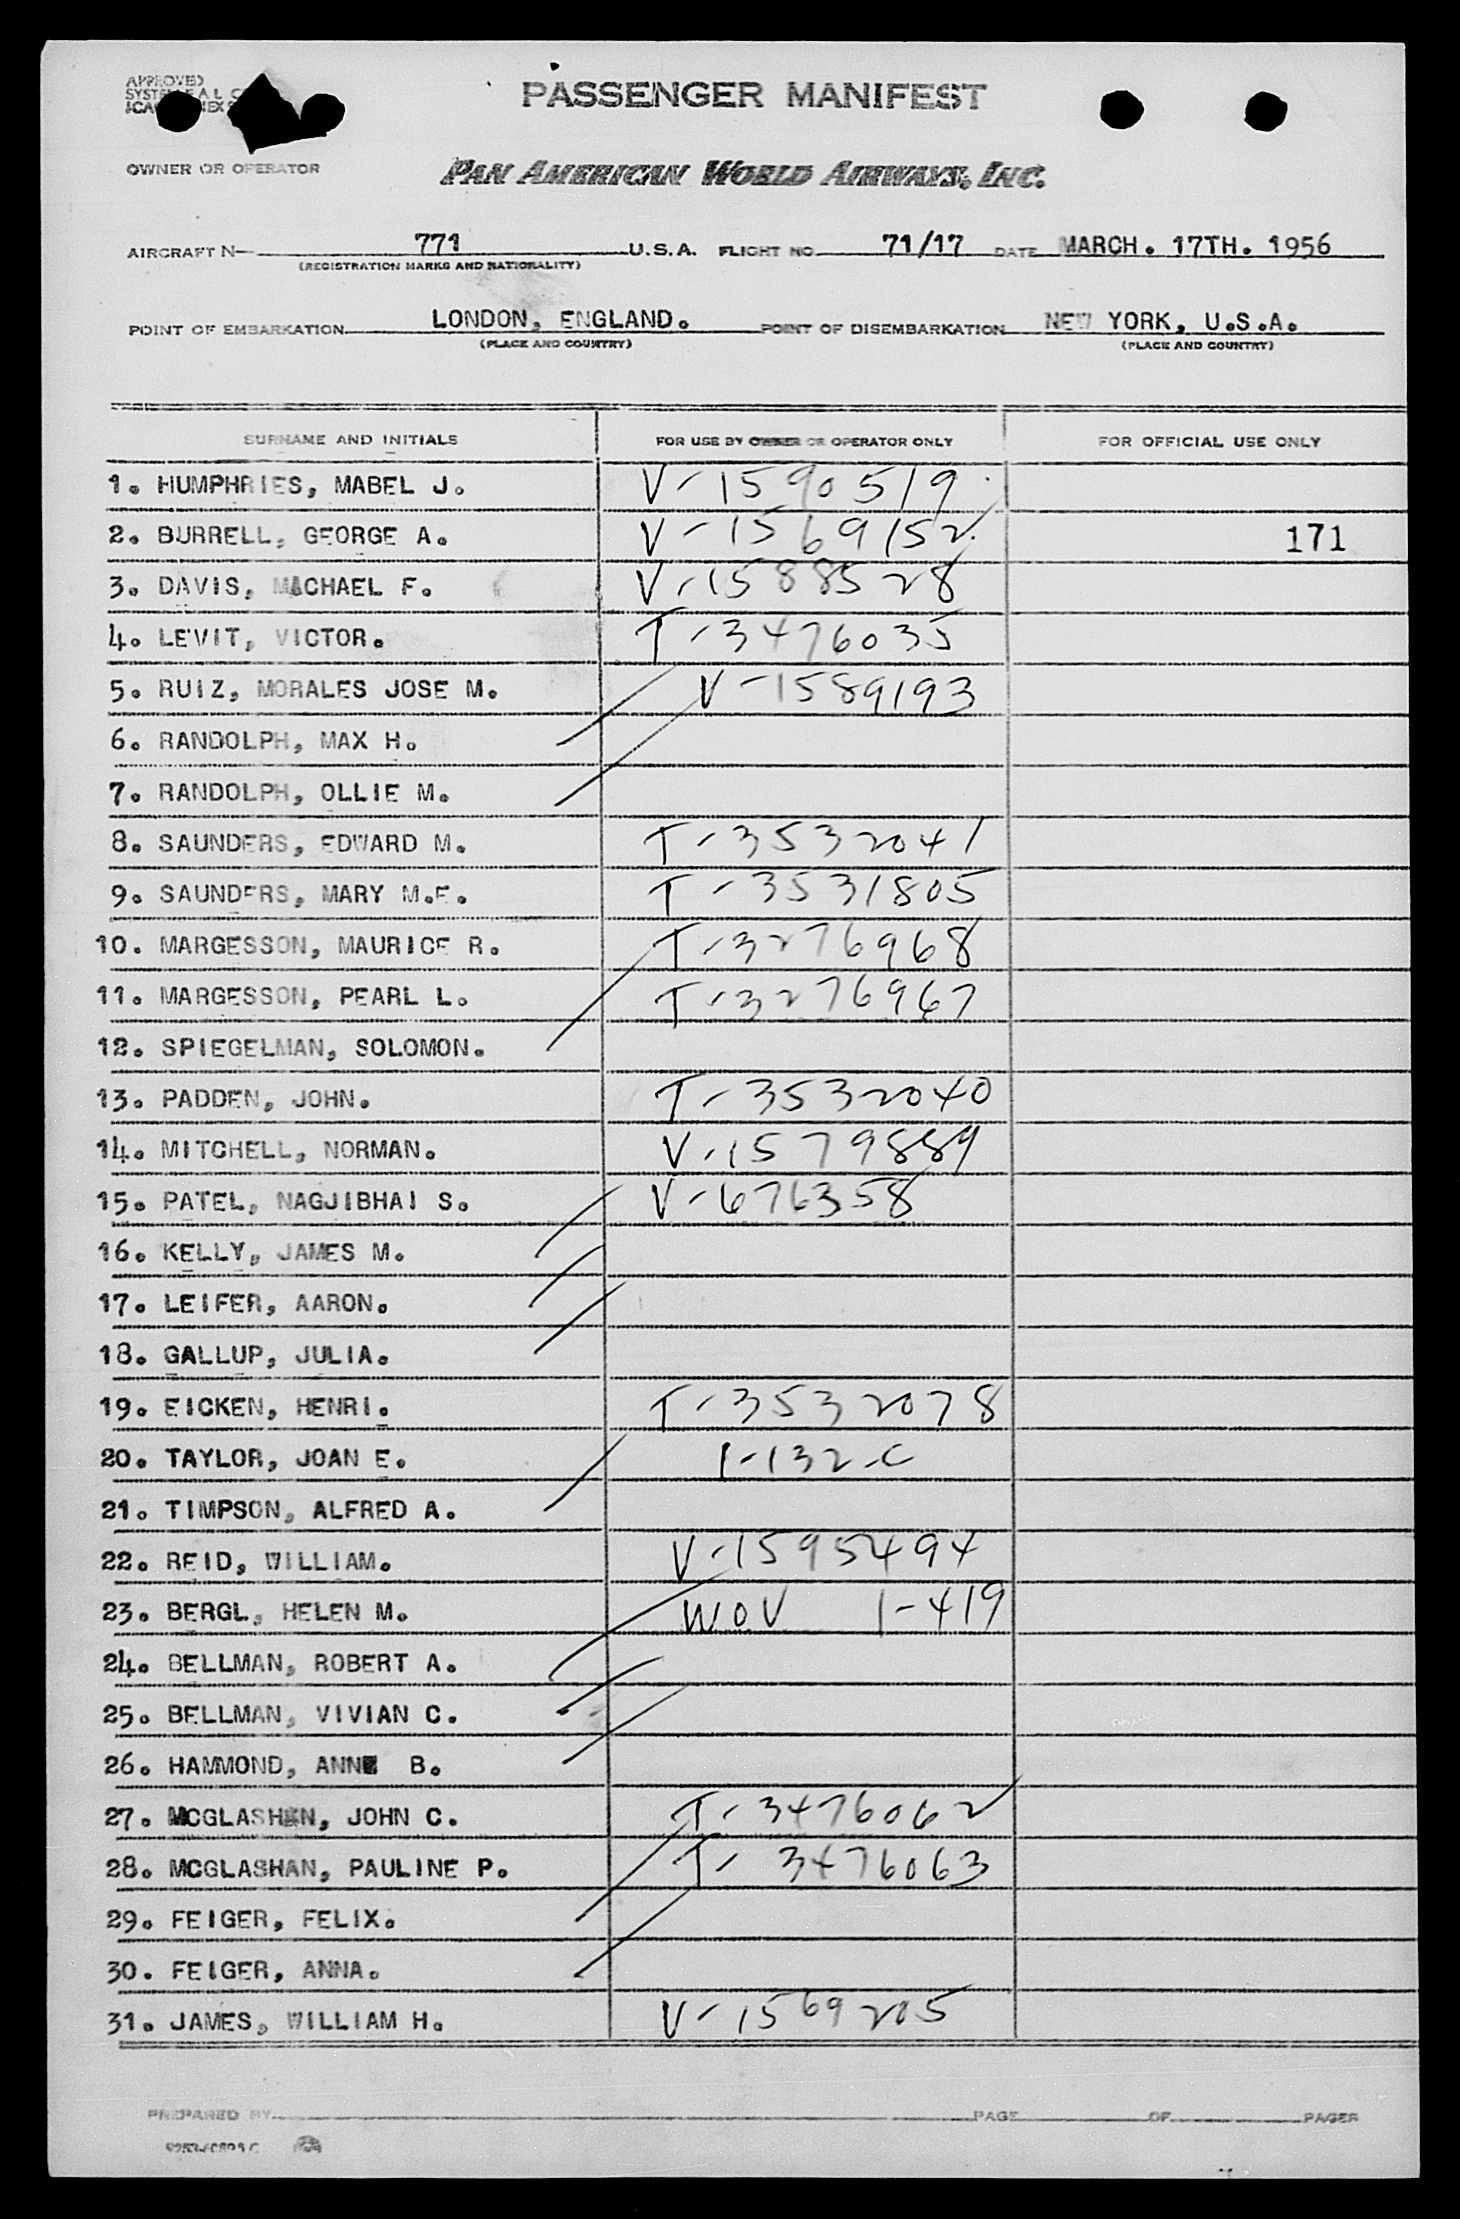 APPROVED
PASSENGER MANIFEST
OWNER OR OPERATOR PAN AMERICAN WORLD AIRWAYS, INC.
AIRCRAFT N— 771 U.S.A. FLIGHT NO. 71/17 DATE MARCH. 17TH. 1956
(REGISTRATION MARKS AND NATIONALITY)
POINT OF EMBARKATION LONDON, ENGLAND. POINT OF DISEMBARKATION NEW YORK, U.S.A.
(PLACE AND COUNTRY) (PLACE AND COUNTRY)
SURNAME AND INITIALS FOR USE BY OWNER OR OPERATOR ONLY FOR OFFICIAL USE ONLY
1. HUMPHRIES, MABEL J. V-1590519
2. BURRELL, GEORGE A. V-1569152 171
3. DAVIS, MACHAEL F. V-1588528
4. LEVIT, VICTOR. T-3476035
5. RUIZ, MORALES JOSE M. V-1589193
6. RANDOLPH, MAX H.
7. RANDOLPH, OLLIE M.
8. SAUNDERS, EDWARD M. T-3532041
9. SAUNDERS, MARY M.E. T-3531805
10. MARGESSON, MAURICE R. T-3276968
11. MARGESSON, PEARL L. T-3276967
12. SPIEGELMAN, SOLOMON.
13. PADDEN, JOHN. T-3532040
14. MITCHELL, NORMAN. V-1579889
15. PATEL, NAGJIBHAI S. V-676358
16. KELLY, JAMES M.
17. LEIFER, AARON.
18. GALLUP, JULIA.
19. EICKEN, HENRI. T-3532078
20. TAYLOR, JOAN E. 1-132-C
21. TIMPSON, ALFRED A.
22. REID, WILLIAM. V-1595494
23. BERGL, HELEN M. WOV 1-419
24. BELLMAN, ROBERT A.
25. BELLMAN, VIVIAN C.
26. HAMMOND, ANNE B.
27. MCGLASHAN, JOHN C. T-3476062
28. MCGLASHAN, PAULINE P. T-3476063
29. FEIGER, FELIX.
30. FEIGER, ANNA.
31. JAMES, WILLIAM H. V-1569205
PREPARED BY PAGE OF PAGES